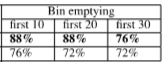 Bin emptying
first 10 first 20 first 30
88% 88% 76%
76% 72% 72%